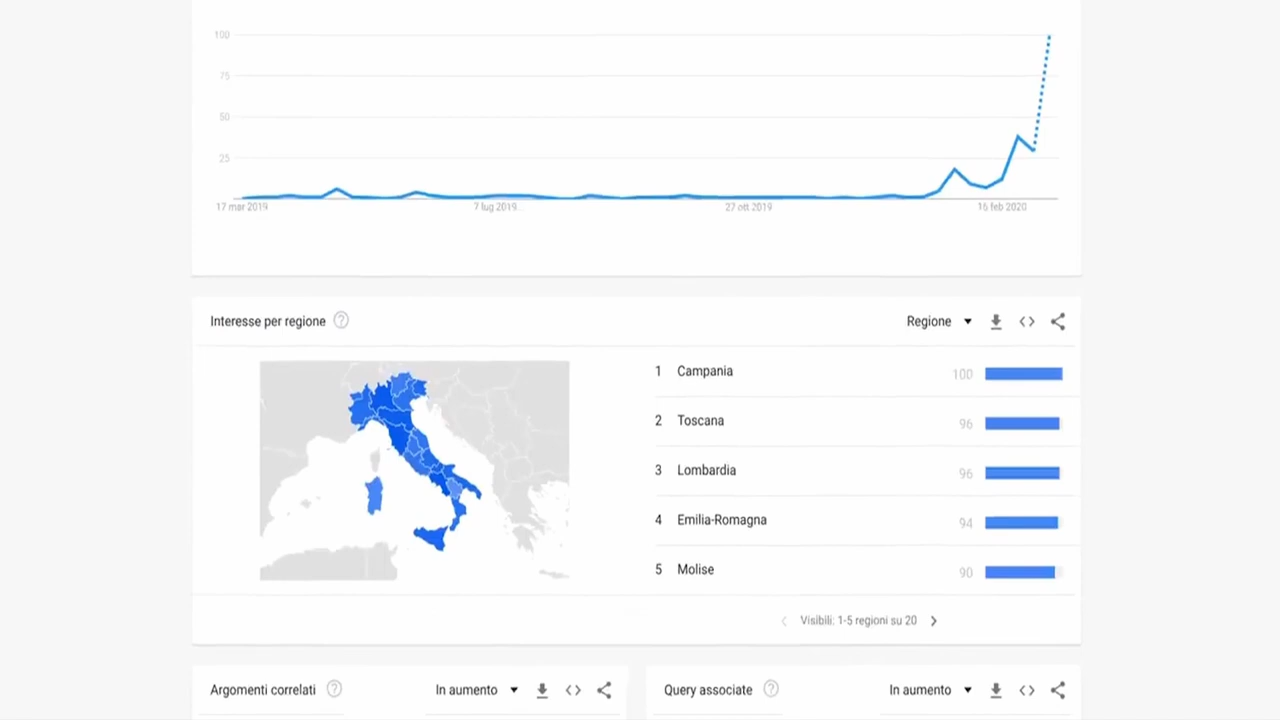 100
75
50
25
17 mar 2019 7 lug 2019... 27 ott 2019 16 feb 2020
Interesse per regione ? Regione
1 Campania 100
2 Toscana 96
3 Lombardia 96
4 Emilia-Romagna 94
5 Molise 90
Visibili: 1-5 regioni su 20
Argomenti correlati ? In aumento
Query associate ? In aumento